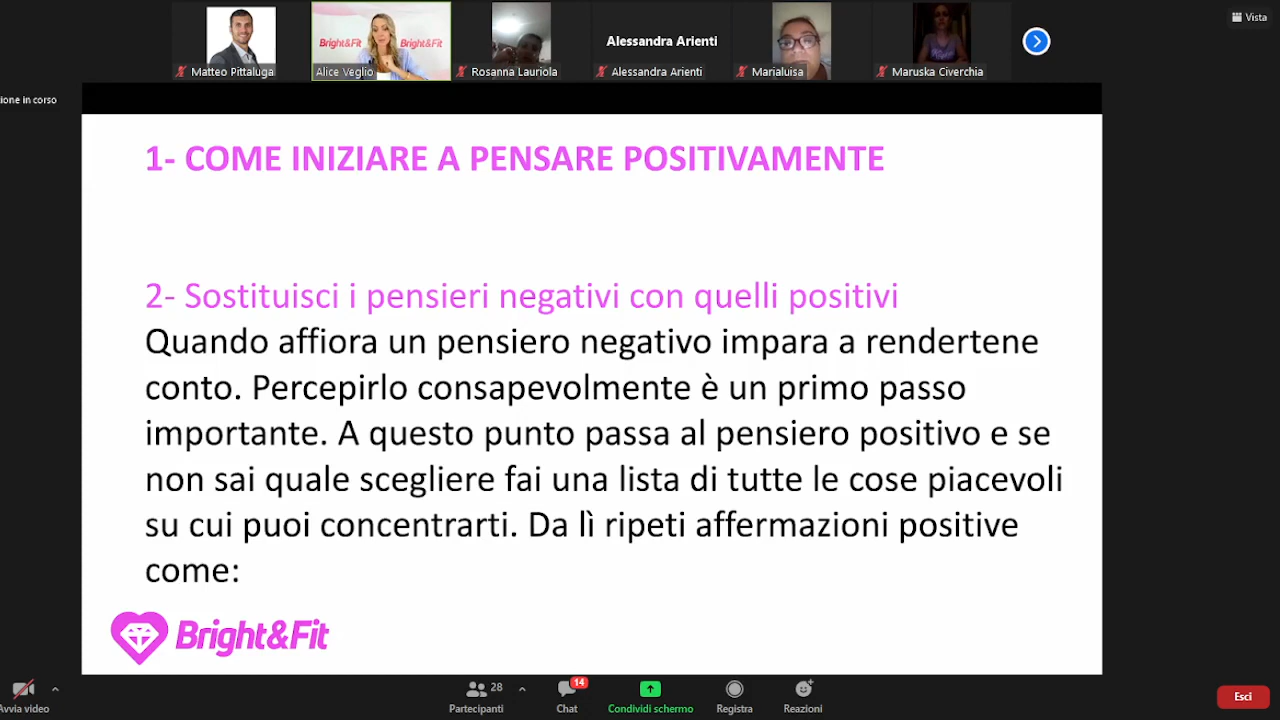 Vista
Bright&Fit
Bright&Fit
Alessandra Arienti
Matteo Pittaluga
Alice Veglio
Rosanna Lauriola
Alessandra Arienti
Marialuisa
Maruska Civerchia
ione in corso
1- COME INIZIARE A PENSARE POSITIVAMENTE
2- Sostituisci i pensieri negativi con quelli positivi
Quando affiora un pensiero negativo impara a rendertene
conto. Percepirlo consapevolmente è un primo passo
importante. A questo punto passa al pensiero positivo e se
non sai quale scegliere fai una lista di tutte le cose piacevoli
su cui puoi concentrarti. Da lì ripeti affermazioni positive
come:
Bright&Fit
28
14
Avvia video
Partecipanti
Chat
Condividi schermo
Registra
Reazioni
Esci